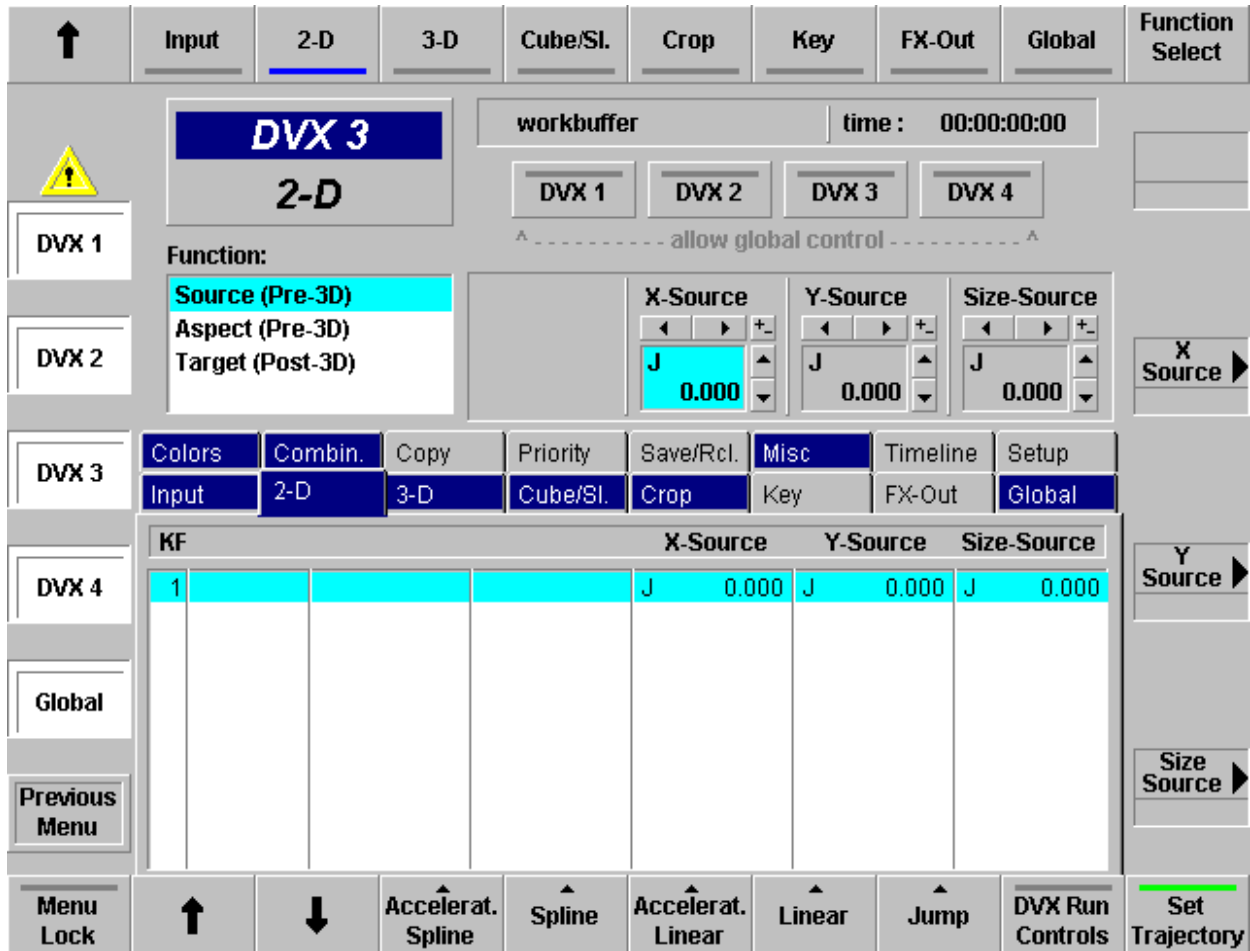 Input 2-D 3-D Cube/Sl. Crop Key FX-Out Global Function Select
DVX 3
2-D
workbuffer time : 00:00:00:00
DVX 1 DVX 2 DVX 3 DVX 4
^ - - - - - - - - - - allow global control - - - - - - - - - - ^
DVX 1
DVX 2
DVX 3
DVX 4
Global
Previous
Menu
Function:
Source (Pre-3D)
Aspect (Pre-3D)
Target (Post-3D)
X-Source Y-Source Size-Source
+- +- +-
J J J
0.000 0.000 0.000
Colors Combin. Copy Priority Save/Rcl. Misc Timeline Setup
Input 2-D 3-D Cube/Sl. Crop Key FX-Out Global
KF X-Source Y-Source Size-Source
1 J 0.000 J 0.000 J 0.000
X
Source
Y
Source
Size
Source
Menu Accelerat. Spline Accelerat. Linear Jump DVX Run Set
Lock Spline Linear Controls Trajectory